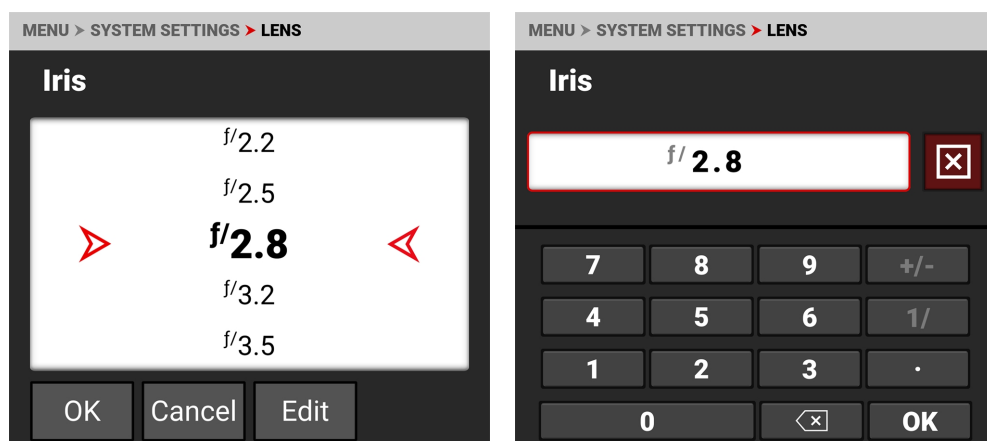 MENU > SYSTEM SETTINGS > LENS
Iris
ƒ/2.2
ƒ/2.5
ƒ/2.8
ƒ/3.2
ƒ/3.5
OK Cancel Edit
MENU > SYSTEM SETTINGS > LENS
Iris
ƒ/2.8
7 8 9 +/-
4 5 6 1/
1 2 3 .
0 OK